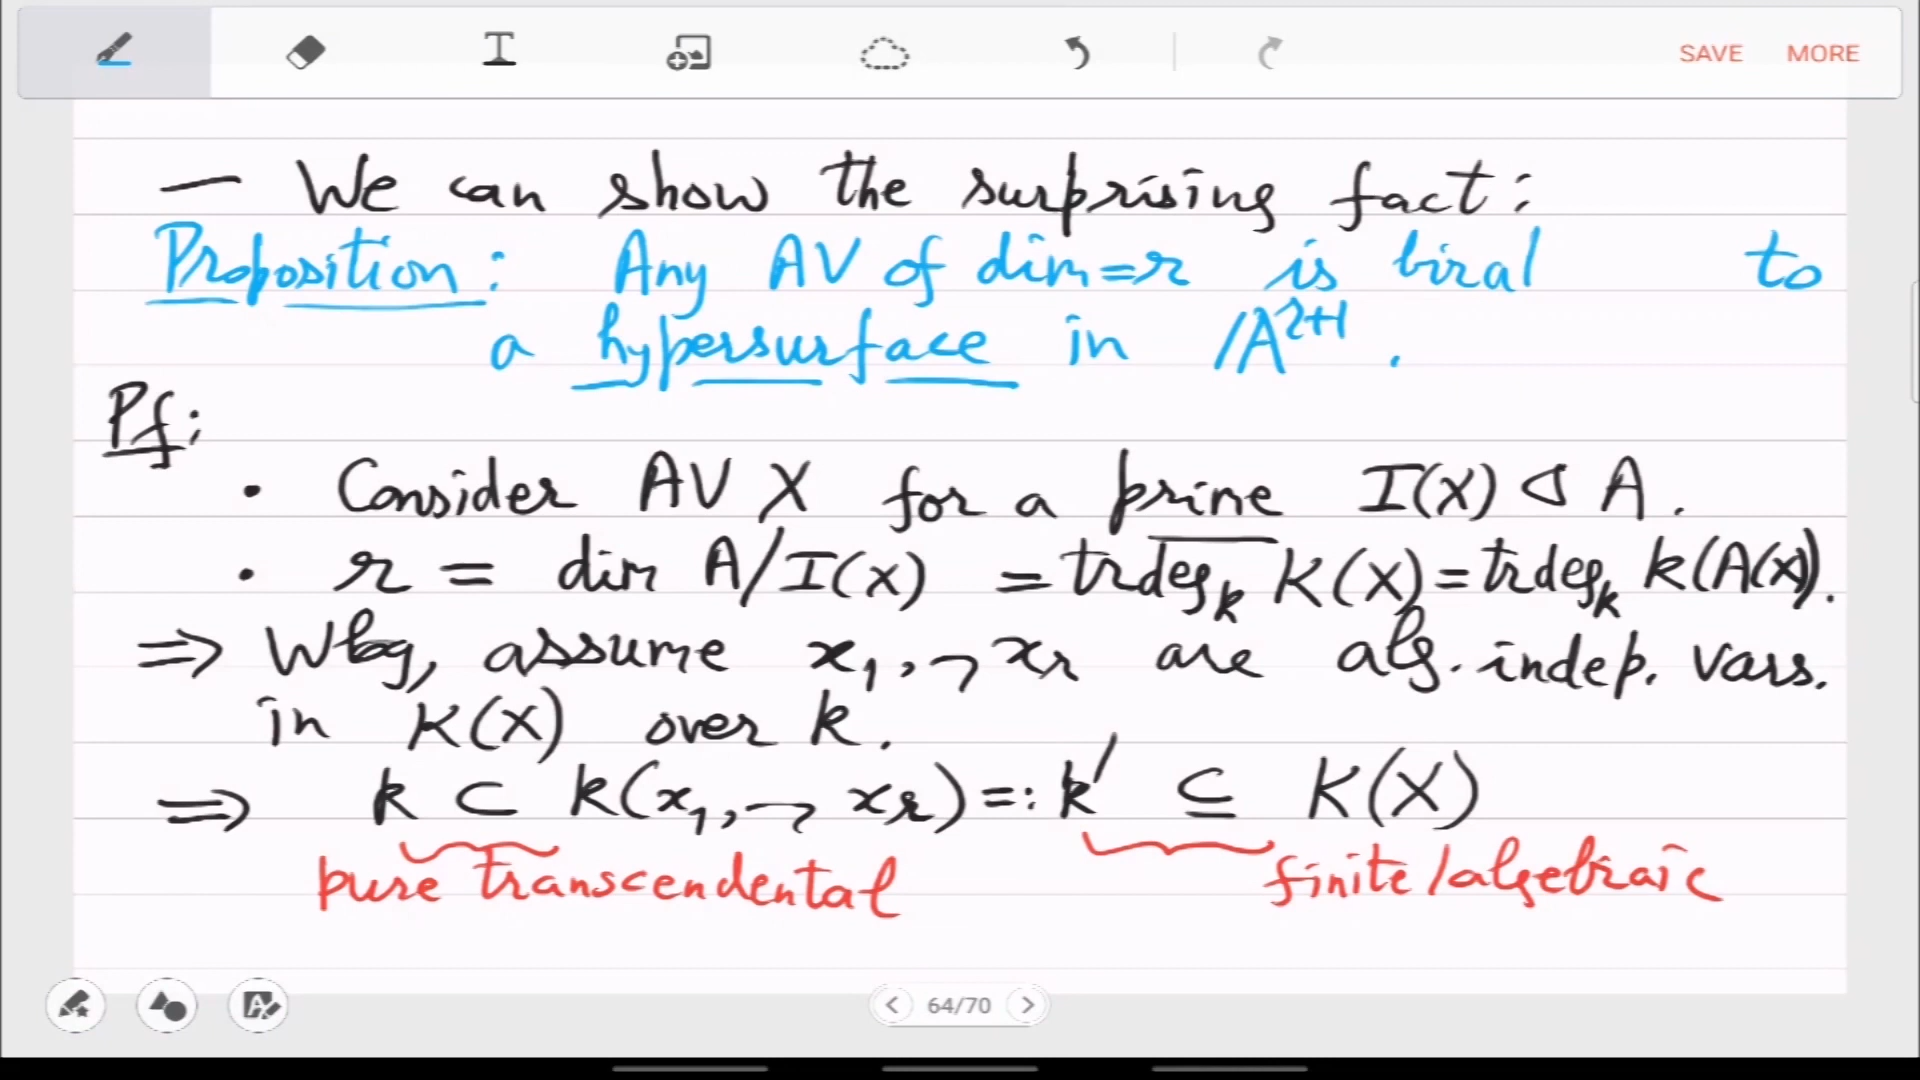 SAVE MORE
— We can show the surprising fact:
Proposition: Any AV of dim=r is biral to
a hypersurface in /A^{r+1}.
Pf:
• Consider AV X for a prime I(X) ⊲ A.
• r = dim A/I(X) = trdeg_k K(X) = trdeg_k k(A(X)).
⇒ Wlog, assume x_1,..,x_r are alg. indep. vars.
in K(X) over k.
⇒ k ⊂ k(x_1,..,x_r) =: k' ⊆ K(X)
pure transcendental finite/algebraic
64/70